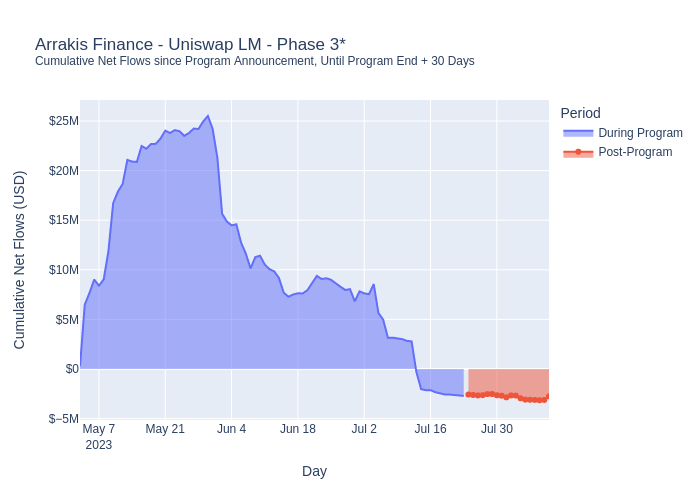 Arrakis Finance - Uniswap LM - Phase 3*
Cumulative Net Flows since Program Announcement, Until Program End + 30 Days
Period
During Program
Post-Program
Cumulative Net Flows (USD)
$25M
$20M
$15M
$10M
$5M
$0
$−5M
May 7
2023
May 21
Jun 4
Jun 18
Jul 2
Jul 16
Jul 30
Day